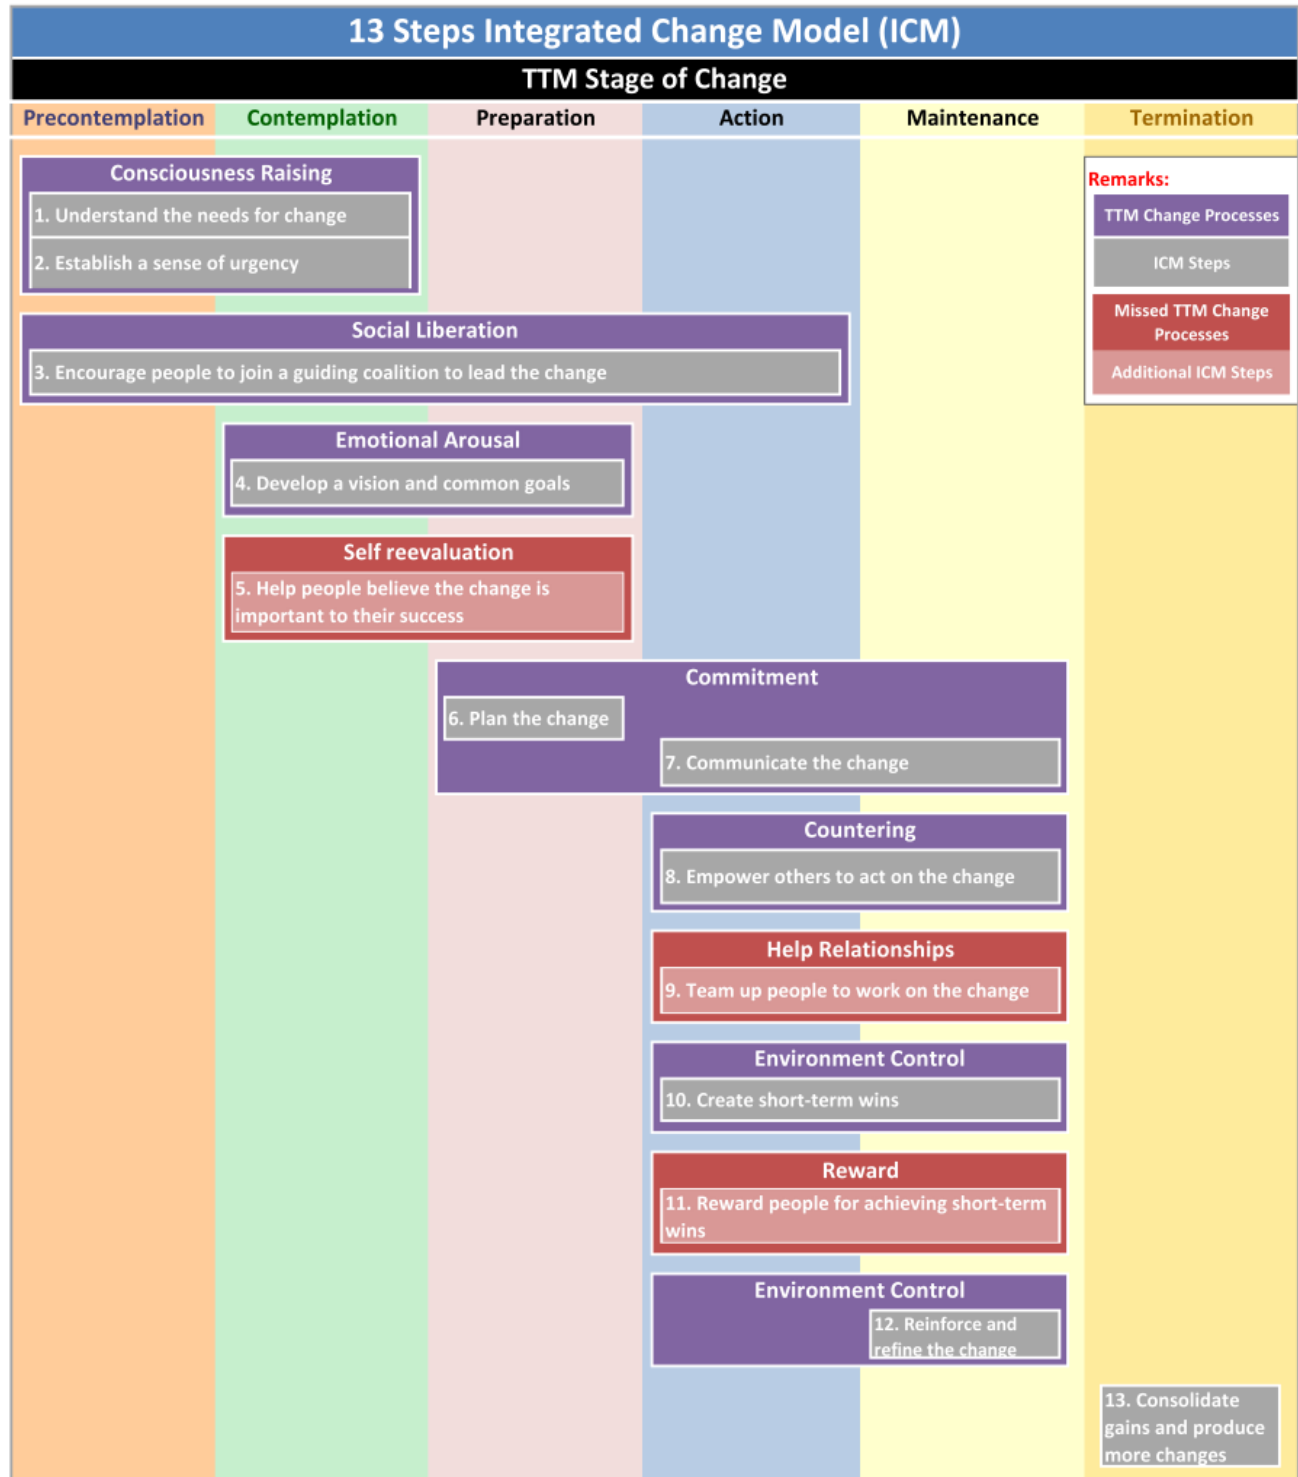 13 Steps Integrated Change Model (ICM)
TTM Stage of Change
Precontemplation
Contemplation
Preparation
Action
Maintenance
Termination
Consciousness Raising
1. Understand the needs for change
2. Establish a sense of urgency
Remarks:
TTM Change Processes
ICM Steps
Missed TTM Change
Processes
Additional ICM Steps
Social Liberation
3. Encourage people to join a guiding coalition to lead the change
Emotional Arousal
4. Develop a vision and common goals
Self reevaluation
5. Help people believe the change is
important to their success
Commitment
6. Plan the change
7. Communicate the change
Countering
8. Empower others to act on the change
Help Relationships
9. Team up people to work on the change
Environment Control
10. Create short-term wins
Reward
11. Reward people for achieving short-term
wins
Environment Control
12. Reinforce and
refine the change
13. Consolidate
gains and produce
more changes